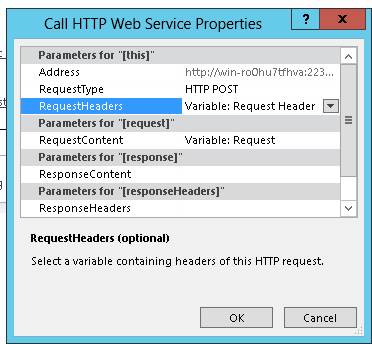 Call HTTP Web Service Properties
? X
Parameters for "[this]"
Address http://win-ro0hu7tfhva:223...
RequestType HTTP POST
RequestHeaders Variable: Request Header
Parameters for "[request]"
RequestContent Variable: Request
Parameters for "[response]"
ResponseContent
Parameters for "[responseHeaders]"
ResponseHeaders
RequestHeaders (optional)
Select a variable containing headers of this HTTP request.
OK Cancel